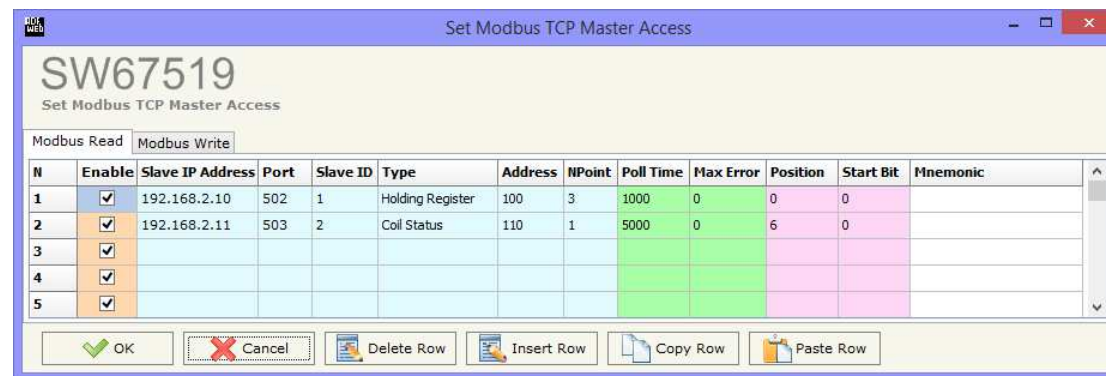 ADF
WEB
Set Modbus TCP Master Access
SW67519
Set Modbus TCP Master Access
Modbus Read Modbus Write
N Enable Slave IP Address Port Slave ID Type Address NPoint Poll Time Max Error Position Start Bit Mnemonic
1 192.168.2.10 502 1 Holding Register 100 3 1000 0 0 0
2 192.168.2.11 503 2 Coil Status 110 1 5000 0 6 0
3
4
5
OK Cancel Delete Row Insert Row Copy Row Paste Row